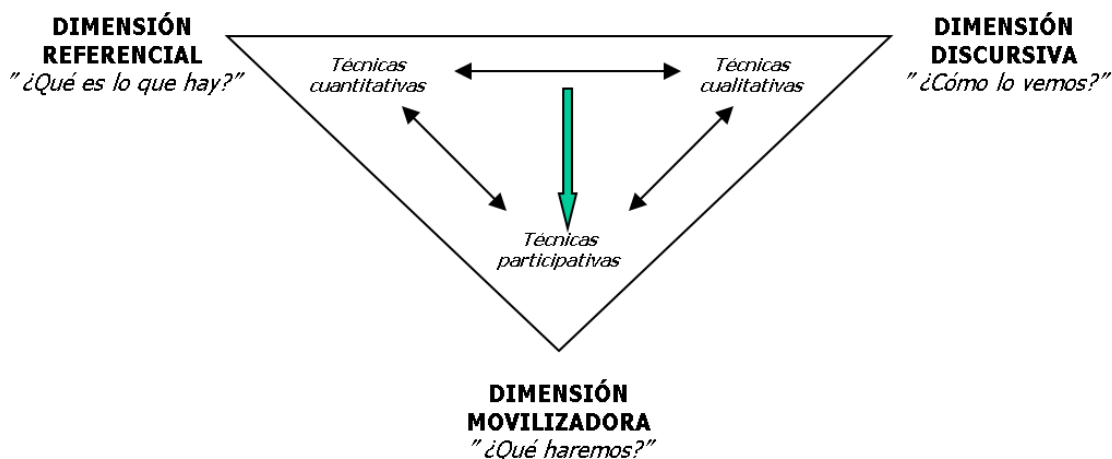 DIMENSIÓN
REFERENCIAL
"¿Qué es lo que hay?"
Técnicas
cuantitativas
Técnicas
cualitativas
DIMENSIÓN
DISCURSIVA
"¿Cómo lo vemos?"
Técnicas
participativas
DIMENSIÓN
MOVILIZADORA
"¿Qué haremos?"